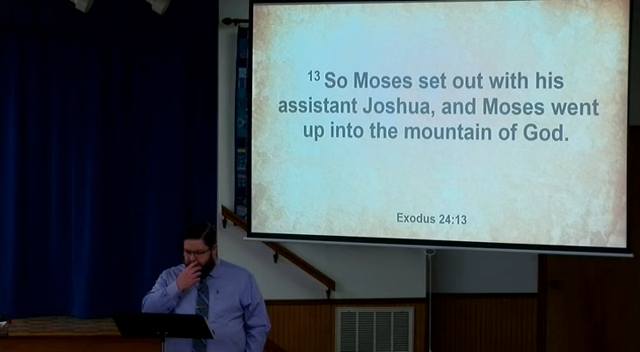 13 So Moses set out with his
assistant Joshua, and Moses went
up into the mountain of God.
Exodus 24:13